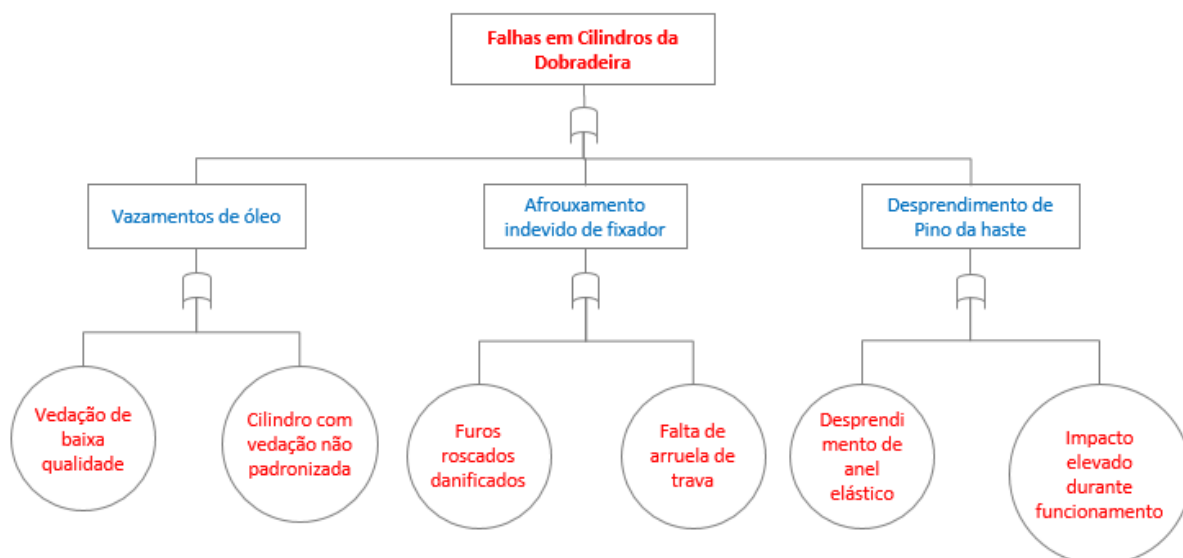 Falhas em Cilindros da
Dobradeira
Vazamentos de óleo
Afrouxamento
indevido de fixador
Desprendimento de
Pino da haste
Vedação de
baixa
qualidade
Cilindro com
vedação não
padronizada
Furos
roscados
danificados
Falta de
arruela de
trava
Desprendi
mento de
anel
elástico
Impacto
elevado
durante
funcionamento